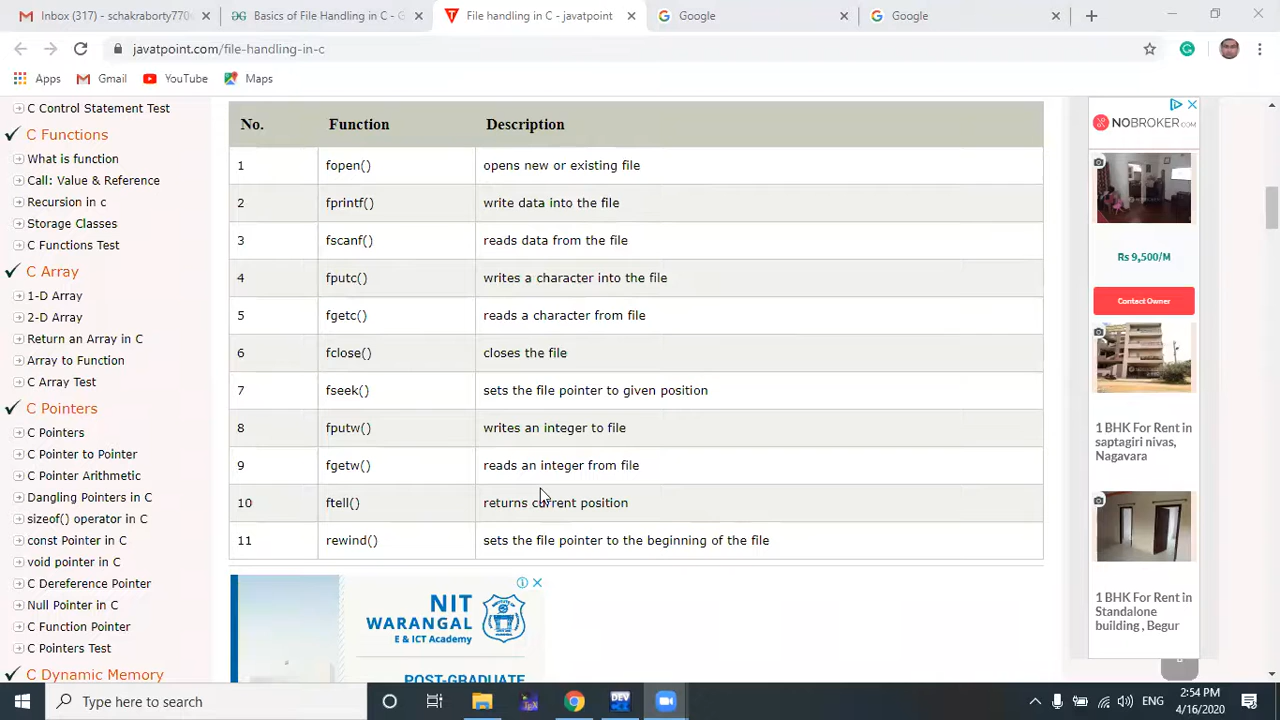 Inbox (317) - schakraborty770
Basics of File Handling in C - G
File handling in C - javatpoint
Google
Google
javatpoint.com/file-handling-in-c
Apps
Gmail
YouTube
Maps
C Control Statement Test
C Functions
What is function
Call: Value & Reference
Recursion in c
Storage Classes
C Functions Test
C Array
1-D Array
2-D Array
Return an Array in C
Array to Function
C Array Test
C Pointers
C Pointers
C Pointer to Pointer
C Pointer Arithmetic
Dangling Pointers in C
sizeof() operator in C
const Pointer in C
void pointer in C
C Dereference Pointer
Null Pointer in C
C Function Pointer
C Pointers Test
C Dynamic Memory
No. Function Description
1 fopen() opens new or existing file
2 fprintf() write data into the file
3 fscanf() reads data from the file
4 fputc() writes a character into the file
5 fgetc() reads a character from file
6 fclose() closes the file
7 fseek() sets the file pointer to given position
8 fputw() writes an integer to file
9 fgetw() reads an integer from file
10 ftell() returns current position
11 rewind() sets the file pointer to the beginning of the file
NIT
WARANGAL
E & ICT Academy
POST-GRADUATE
NOBROKER.COM
Rs 9,500/M
Contact Owner
1 BHK For Rent in
saptagiri nivas,
Nagavara
1 BHK For Rent in
Standalone
building , Begur
Type here to search
DEV
ENG
2:54 PM
4/16/2020